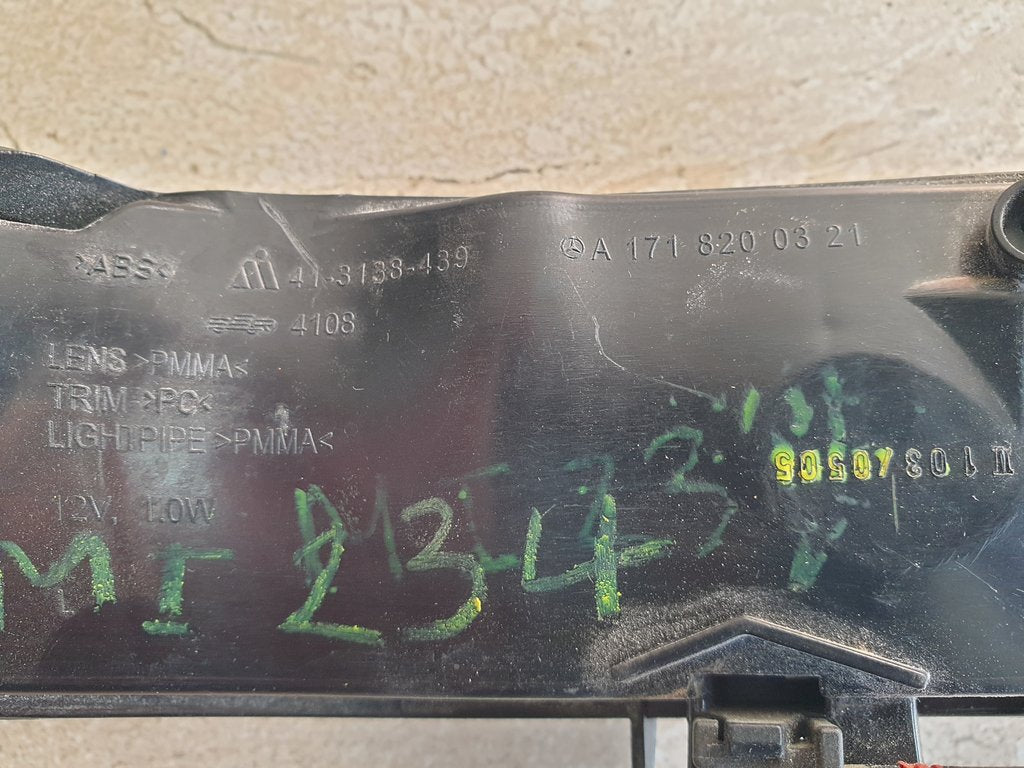 >ABS<
41-3138-439
A 171 820 03 21
4108
LENS >PMMA<
TRIM >PC<
LIGHTPIPE >PMMA<
12V, 1.0W
MI 234